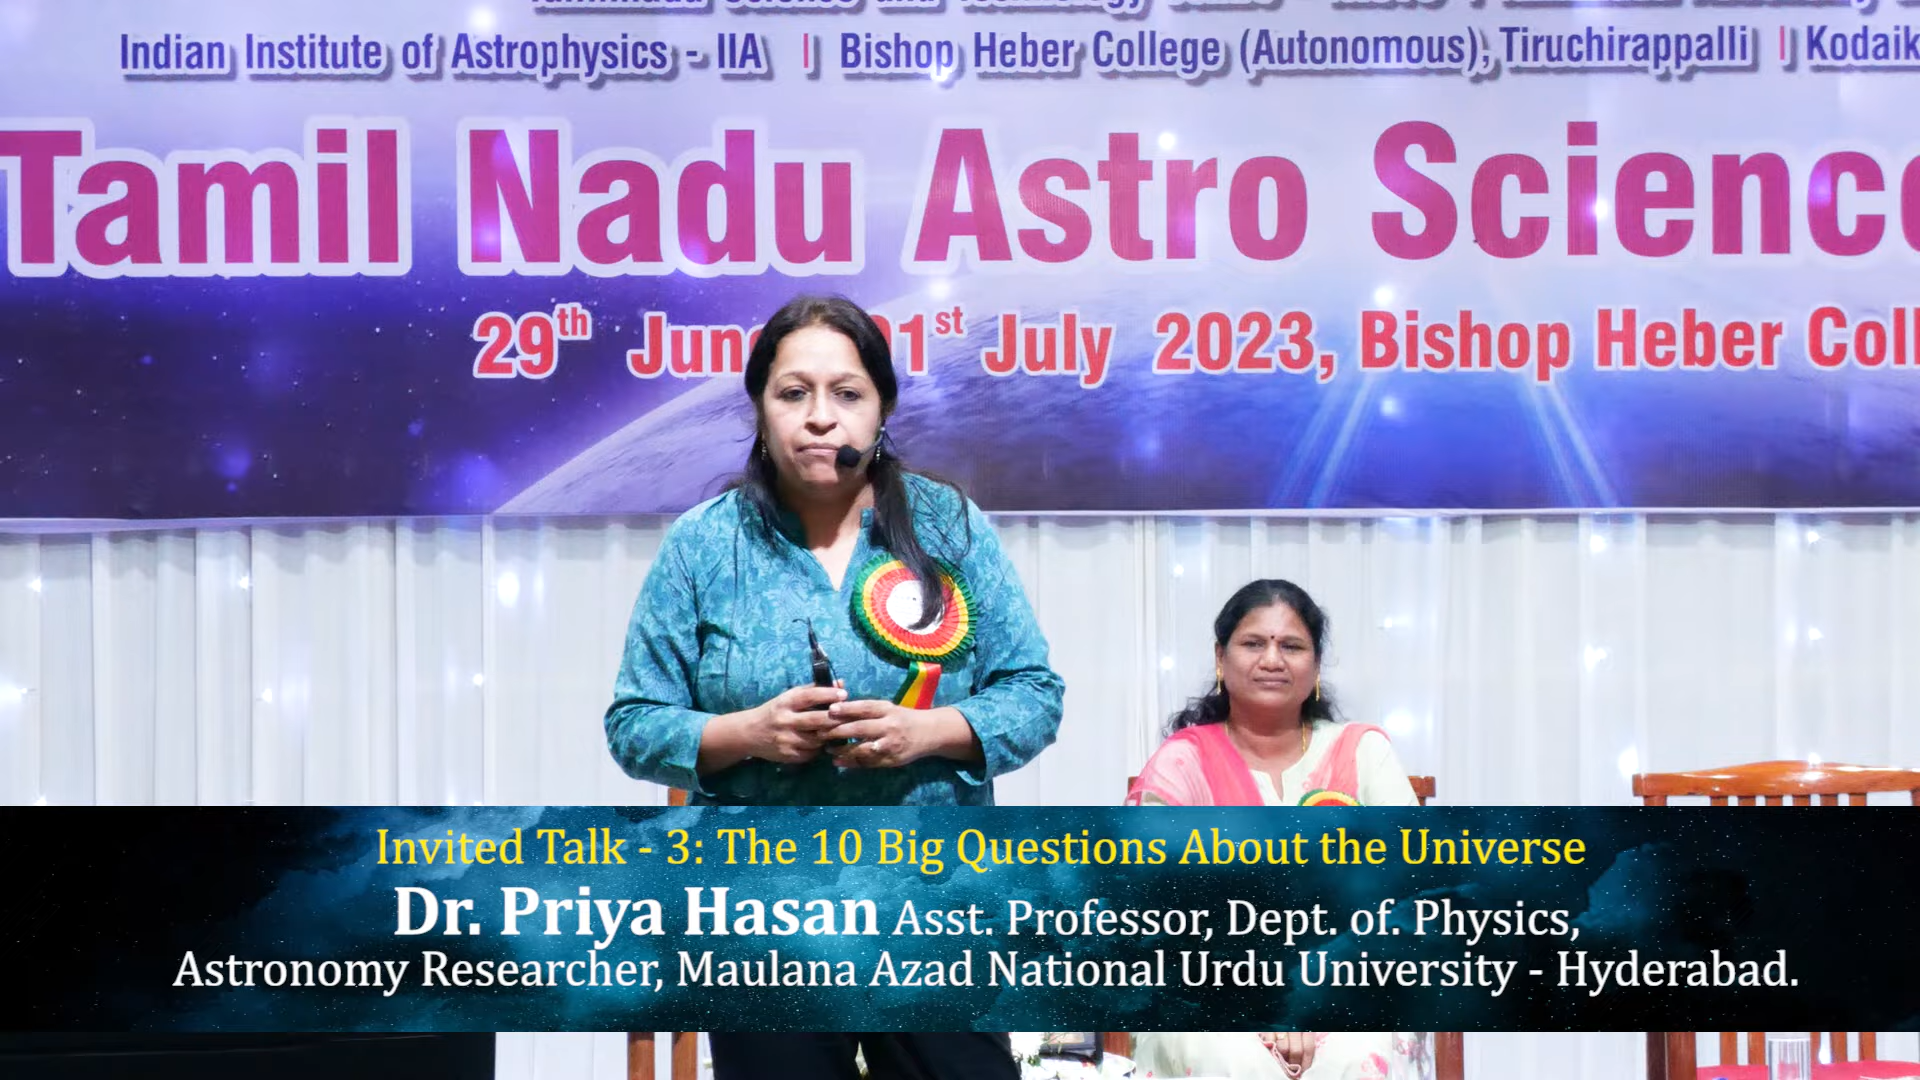 Indian Institute of Astrophysics - IIA | Bishop Heber College (Autonomous), Tiruchirappalli | Kodaik
Tamil Nadu Astro Science
29th June 01st July 2023, Bishop Heber Coll
Invited Talk - 3: The 10 Big Questions About the Universe
Dr. Priya Hasan Asst. Professor, Dept. of. Physics,
Astronomy Researcher, Maulana Azad National Urdu University - Hyderabad.